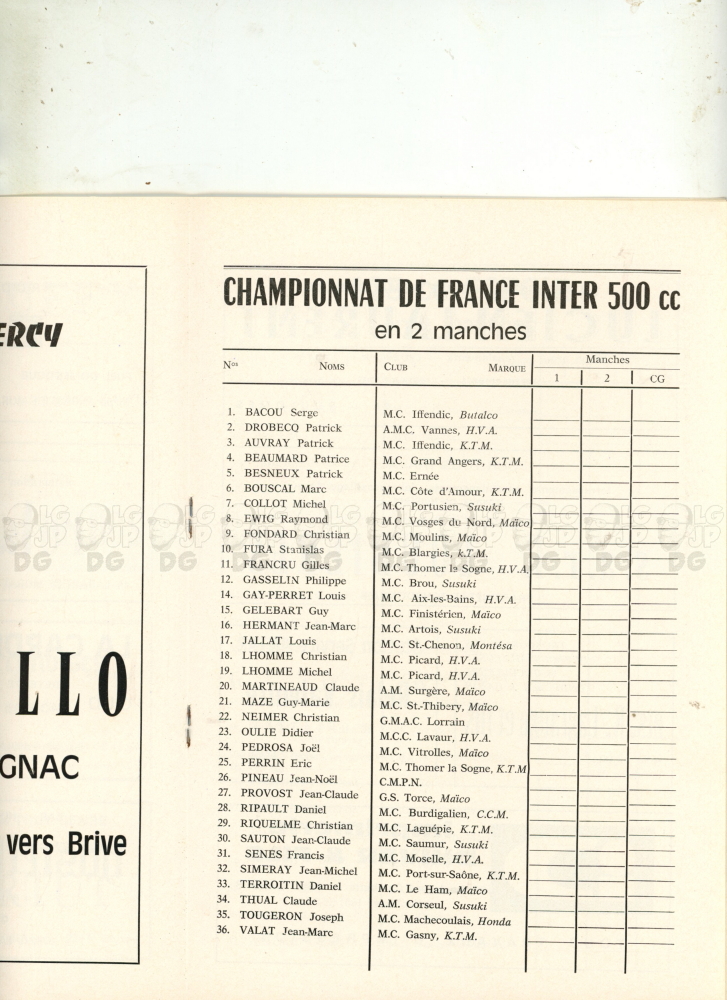 ERCY
LLO
GNAC
vers Brive
CHAMPIONNAT DE FRANCE INTER 500 cc
en 2 manches
Nos NOMS CLUB MARQUE Manches
1 2 CG
1. BACOU Serge M.C. Iffendic, Butalco
2. DROBECQ Patrick A.M.C. Vannes, H.V.A.
3. AUVRAY Patrick M.C. Iffendic, K.T.M.
4. BEAUMARD Patrice M.C. Grand Angers, K.T.M.
5. BESNEUX Patrick M.C. Ernée
6. BOUSCAL Marc M.C. Côte d'Amour, K.T.M.
7. COLLOT Michel M.C. Portusien, Susuki
8. EWIG Raymond M.C. Vosges du Nord, Maïco
9. FONDARD Christian M.C. Moulins, Maïco
10. FURA Stanislas M.C. Blargies, k.T.M.
11. FRANCRU Gilles M.C. Thomer la Sogne, H.V.A.
12. GASSELIN Philippe M.C. Brou, Susuki
14. GAY-PERRET Louis M.C. Aix-les-Bains, H.V.A.
15. GELEBART Guy M.C. Finistérien, Maïco
16. HERMANT Jean-Marc M.C. Artois, Susuki
17. JALLAT Louis M.C. St.-Chenon, Montésa
18. LHOMME Christian M.C. Picard, H.V.A.
19. LHOMME Michel M.C. Picard, H.V.A.
20. MARTINEAUD Claude A.M. Surgère, Maïco
21. MAZE Guy-Marie M.C. St.-Thibery, Maïco
22. NEIMER Christian G.M.A.C. Lorrain
23. OULIE Didier M.C.C. Lavaur, H.V.A.
24. PEDROSA Joël M.C. Vitrolles, Maïco
25. PERRIN Eric M.C. Thomer la Sogne, K.T.M
26. PINEAU Jean-Noël C.M.P.N.
27. PROVOST Jean-Claude G.S. Torce, Maïco
28. RIPAULT Daniel M.C. Burdigalien, C.C.M.
29. RIQUELME Christian M.C. Laguépie, K.T.M.
30. SAUTON Jean-Claude M.C. Saumur, Susuki
31. SENES Francis M.C. Moselle, H.V.A.
32. SIMERAY Jean-Michel M.C. Port-sur-Saône, K.T.M.
33. TERROITIN Daniel M.C. Le Ham, Maïco
34. THUAL Claude A.M. Corseul, Susuki
35. TOUGERON Joseph M.C. Machecoulais, Honda
36. VALAT Jean-Marc M.C. Gasny, K.T.M.